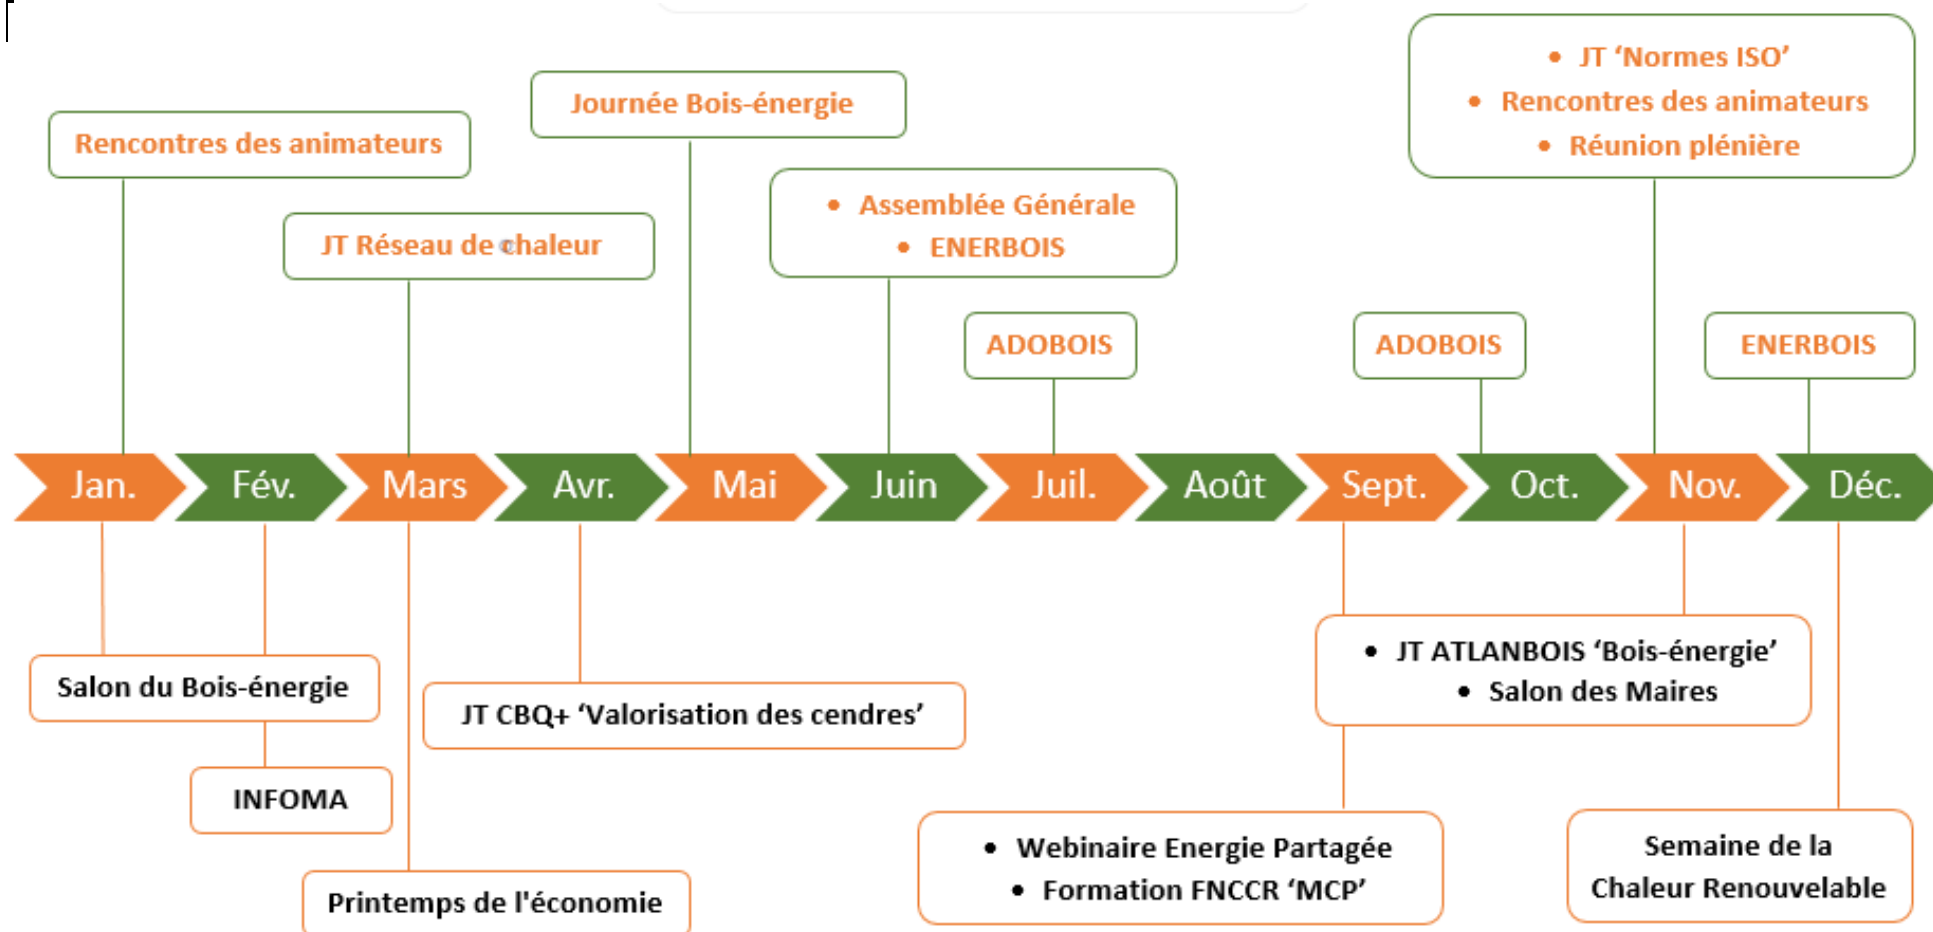 • JT ‘Normes ISO’
• Rencontres des animateurs
• Réunion plénière
Journée Bois-énergie
Rencontres des animateurs
• Assemblée Générale
• ENERBOIS
JT Réseau de chaleur
ADOBOIS
ADOBOIS
ENERBOIS
Jan.
Fév.
Mars
Avr.
Mai
Juin
Juil.
Août
Sept.
Oct.
Nov.
Déc.
Salon du Bois-énergie
INFOMA
Printemps de l'économie
JT CBQ+ ‘Valorisation des cendres’
• JT ATLANBOIS ‘Bois-énergie’
• Salon des Maires
• Webinaire Energie Partagée
• Formation FNCCR ‘MCP’
Semaine de la
Chaleur Renouvelable